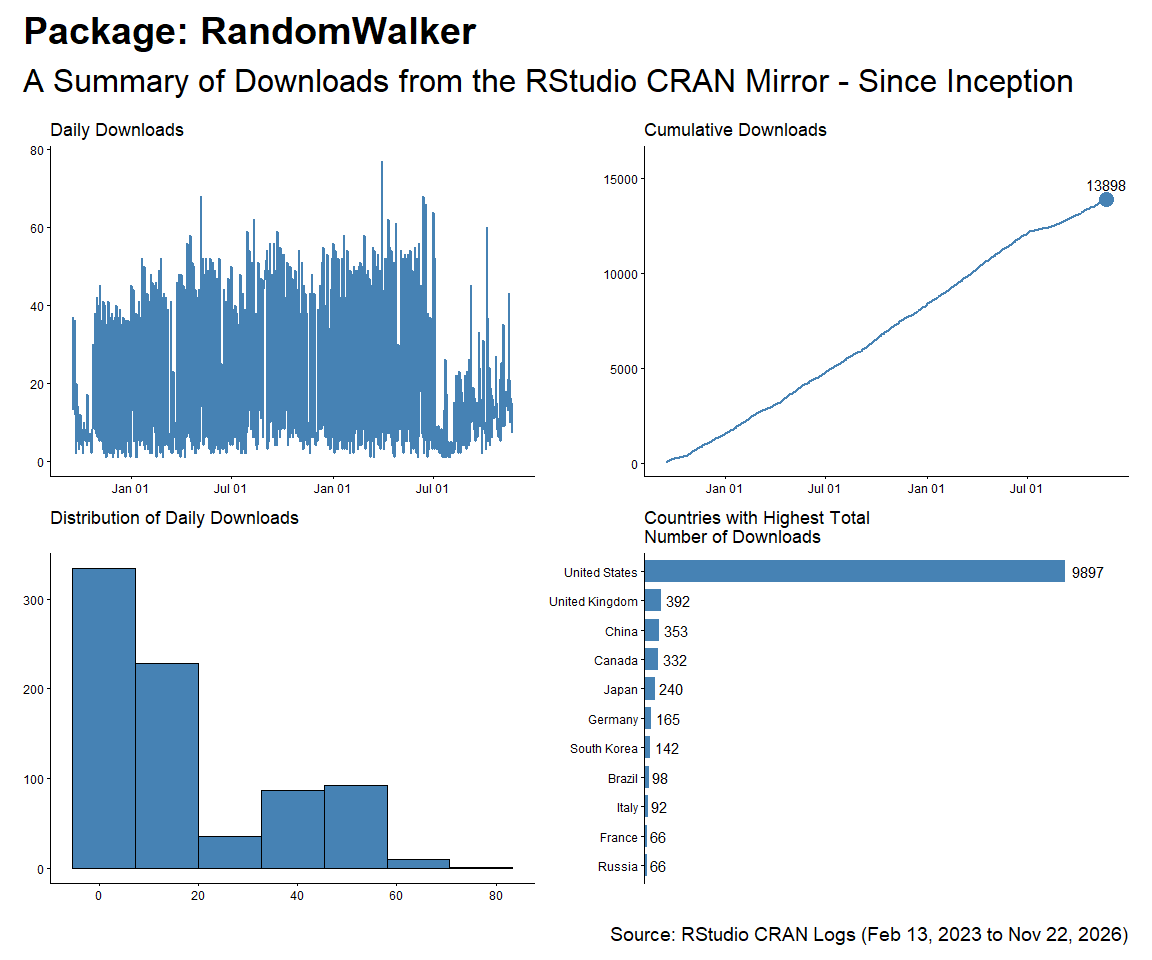 Package: RandomWalker
A Summary of Downloads from the RStudio CRAN Mirror - Since Inception
Daily Downloads
80
60
40
20
0
Jan 01 Jul 01 Jan 01 Jul 01
Cumulative Downloads
15000
10000
5000
0
13898
Jan 01 Jul 01 Jan 01 Jul 01
Distribution of Daily Downloads
300
200
100
0
0 20 40 60 80
Countries with Highest Total
Number of Downloads
United States 9897
United Kingdom 392
China 353
Canada 332
Japan 240
Germany 165
South Korea 142
Brazil 98
Italy 92
France 66
Russia 66
Source: RStudio CRAN Logs (Feb 13, 2023 to Nov 22, 2026)